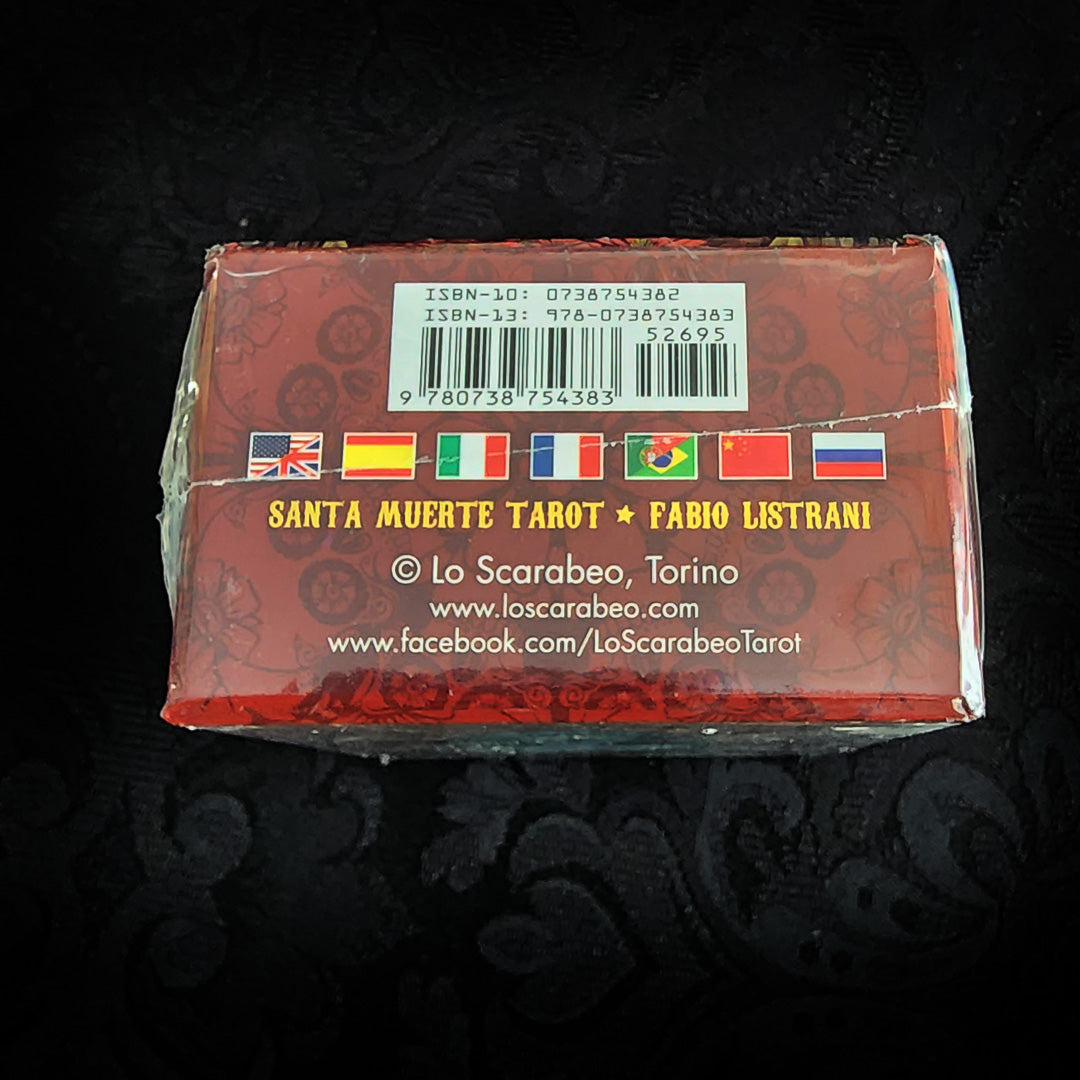 ISBN-10: 0738754382
ISBN-13: 978-0738754383
52695
9 780738 754383
SANTA MUERTE TAROT ★ FABIO LISTRANI
© Lo Scarabeo, Torino
www.loscarabeo.com
www.facebook.com/LoScarabeoTarot